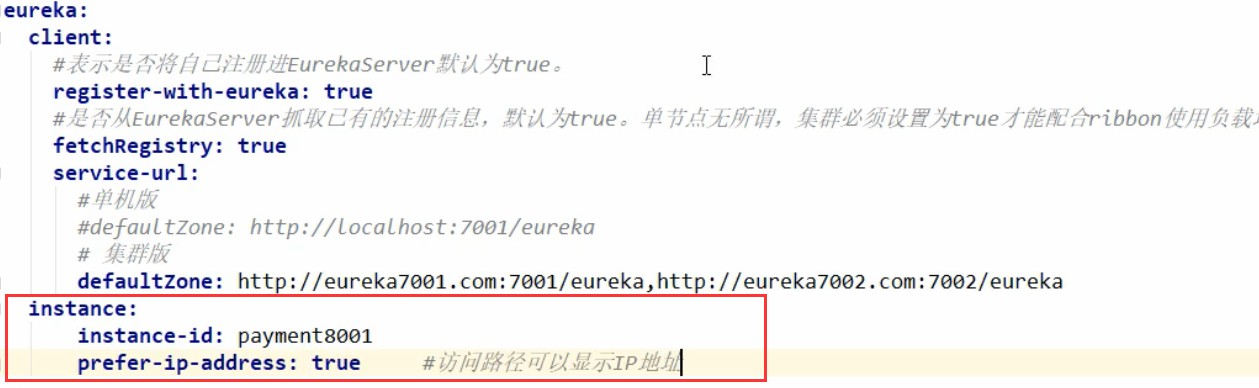 eureka:
client:
#表示是否将自己注册进EurekaServer默认为true。
register-with-eureka: true
#是否从EurekaServer抓取已有的注册信息，默认为true。单节点无所谓，集群必须设置为true才能配合ribbon使用负载
fetchRegistry: true
service-url:
#单机版
#defaultZone: http://localhost:7001/eureka
# 集群版
defaultZone: http://eureka7001.com:7001/eureka,http://eureka7002.com:7002/eureka
instance:
instance-id: payment8001
prefer-ip-address: true #访问路径可以显示IP地址